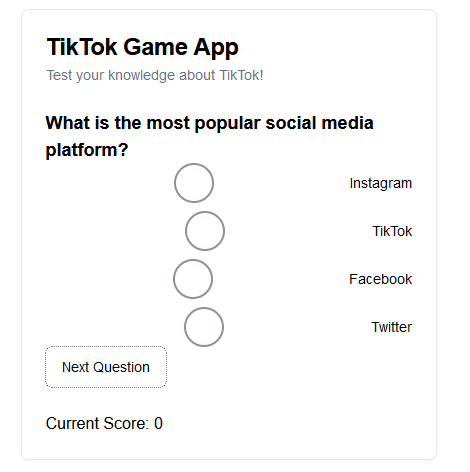 TikTok Game App
Test your knowledge about TikTok!
What is the most popular social media
platform?
Instagram
TikTok
Facebook
Twitter
Next Question
Current Score: 0